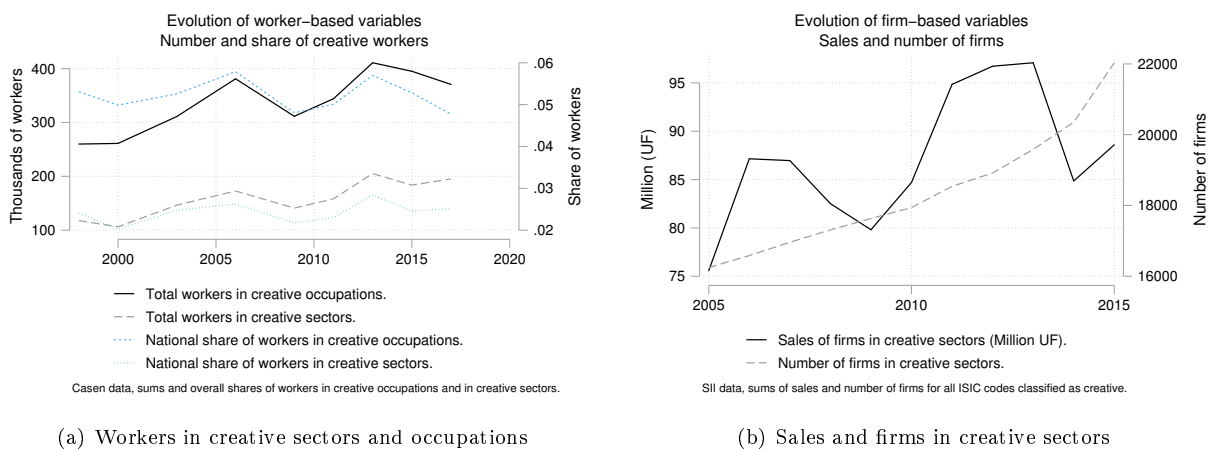 Evolution of worker−based variables
Number and share of creative workers
Thousands of workers
400
300
200
100
.06
.05
.04
.03
.02
Share of workers
2000
2005
2010
2015
2020
Total workers in creative occupations.
Total workers in creative sectors.
National share of workers in creative occupations.
National share of workers in creative sectors.
Casen data, sums and overall shares of workers in creative occupations and in creative sectors.
(a) Workers in creative sectors and occupations
Evolution of firm−based variables
Sales and number of firms
Million (UF)
95
90
85
80
75
22000
20000
18000
16000
Number of firms
2005
2010
2015
Sales of firms in creative sectors (Million UF).
Number of firms in creative sectors.
SII data, sums of sales and number of firms for all ISIC codes classified as creative.
(b) Sales and firms in creative sectors